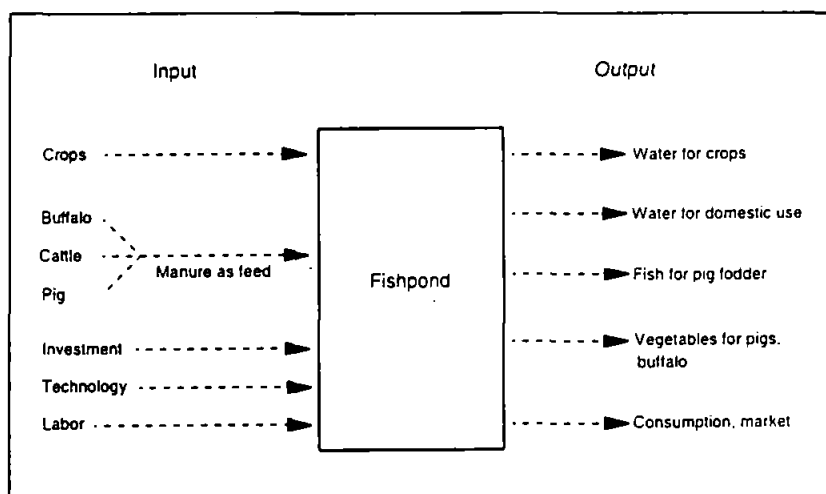 Input
Output
Crops
Water for crops
Buffalo
Water for domestic use
Cattle
Manure as feed
Fishpond
Fish for pig fodder
Pig
Investment
Vegetables for pigs,
buffalo
Technology
Labor
Consumption, market